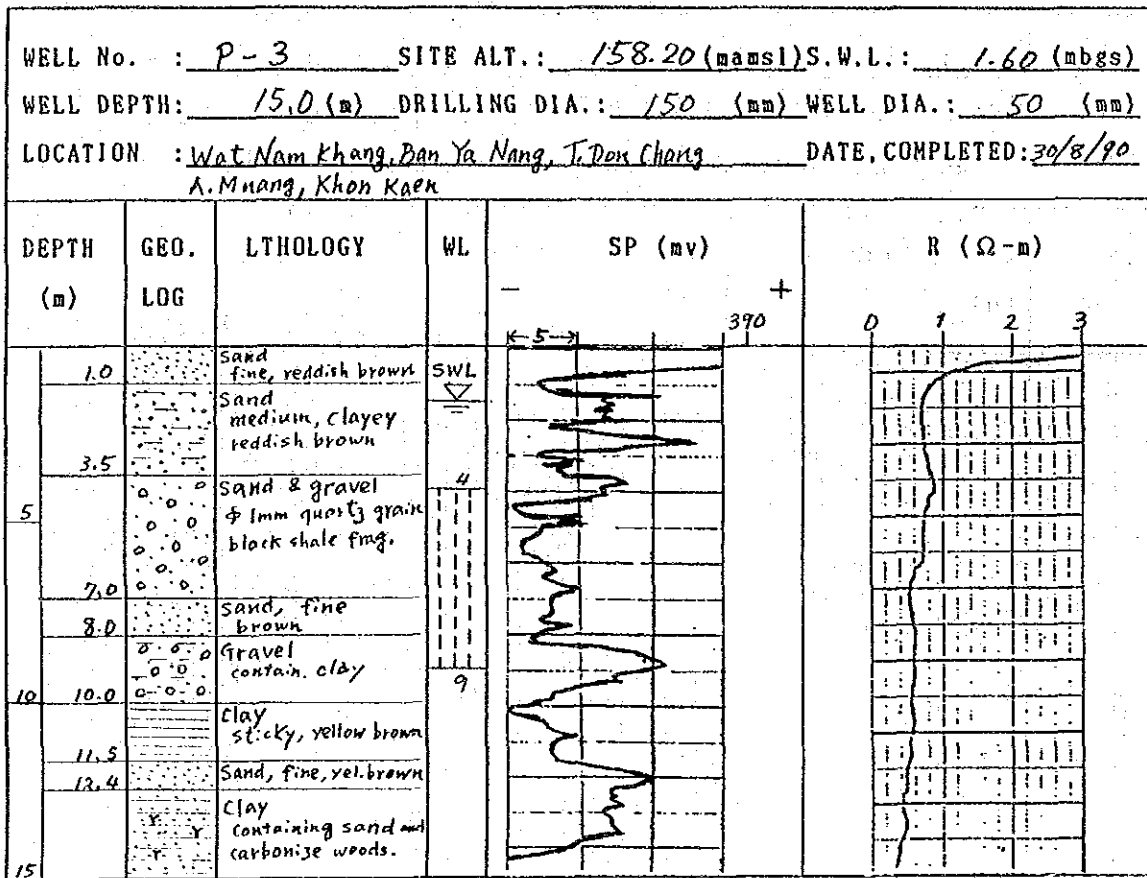 WELL No. : P-3 SITE ALT.: 158.20 (mamsl) S.W.L.: 1.60 (mbgs)
WELL DEPTH: 15.0 (m) DRILLING DIA.: 150 (mm) WELL DIA.: 50 (mm)
LOCATION : Wat Nam Khang, Ban Ya Nang, T. Don Chang DATE, COMPLETED: 30/8/90
A. Muang, Khon Kaen
DEPTH (m)
GEO. LOG
LTHOLOGY
WL
SP (mv)
- +
R (Ω-m)
5
390
0 1 2 3
1.0
Sand
fine, reddish brown
SWL
Sand
medium, clayey
reddish brown
3.5
4
Sand & gravel
5
φ 1mm quartz grain
black shale frag.
7.0
Sand, fine
brown
8.0
Gravel
contain. clay
9
10
10.0
Clay
sticky, yellow brown
11.5
Sand, fine, yel. brown
12.4
Clay
containing sand and
carbonize woods.
15